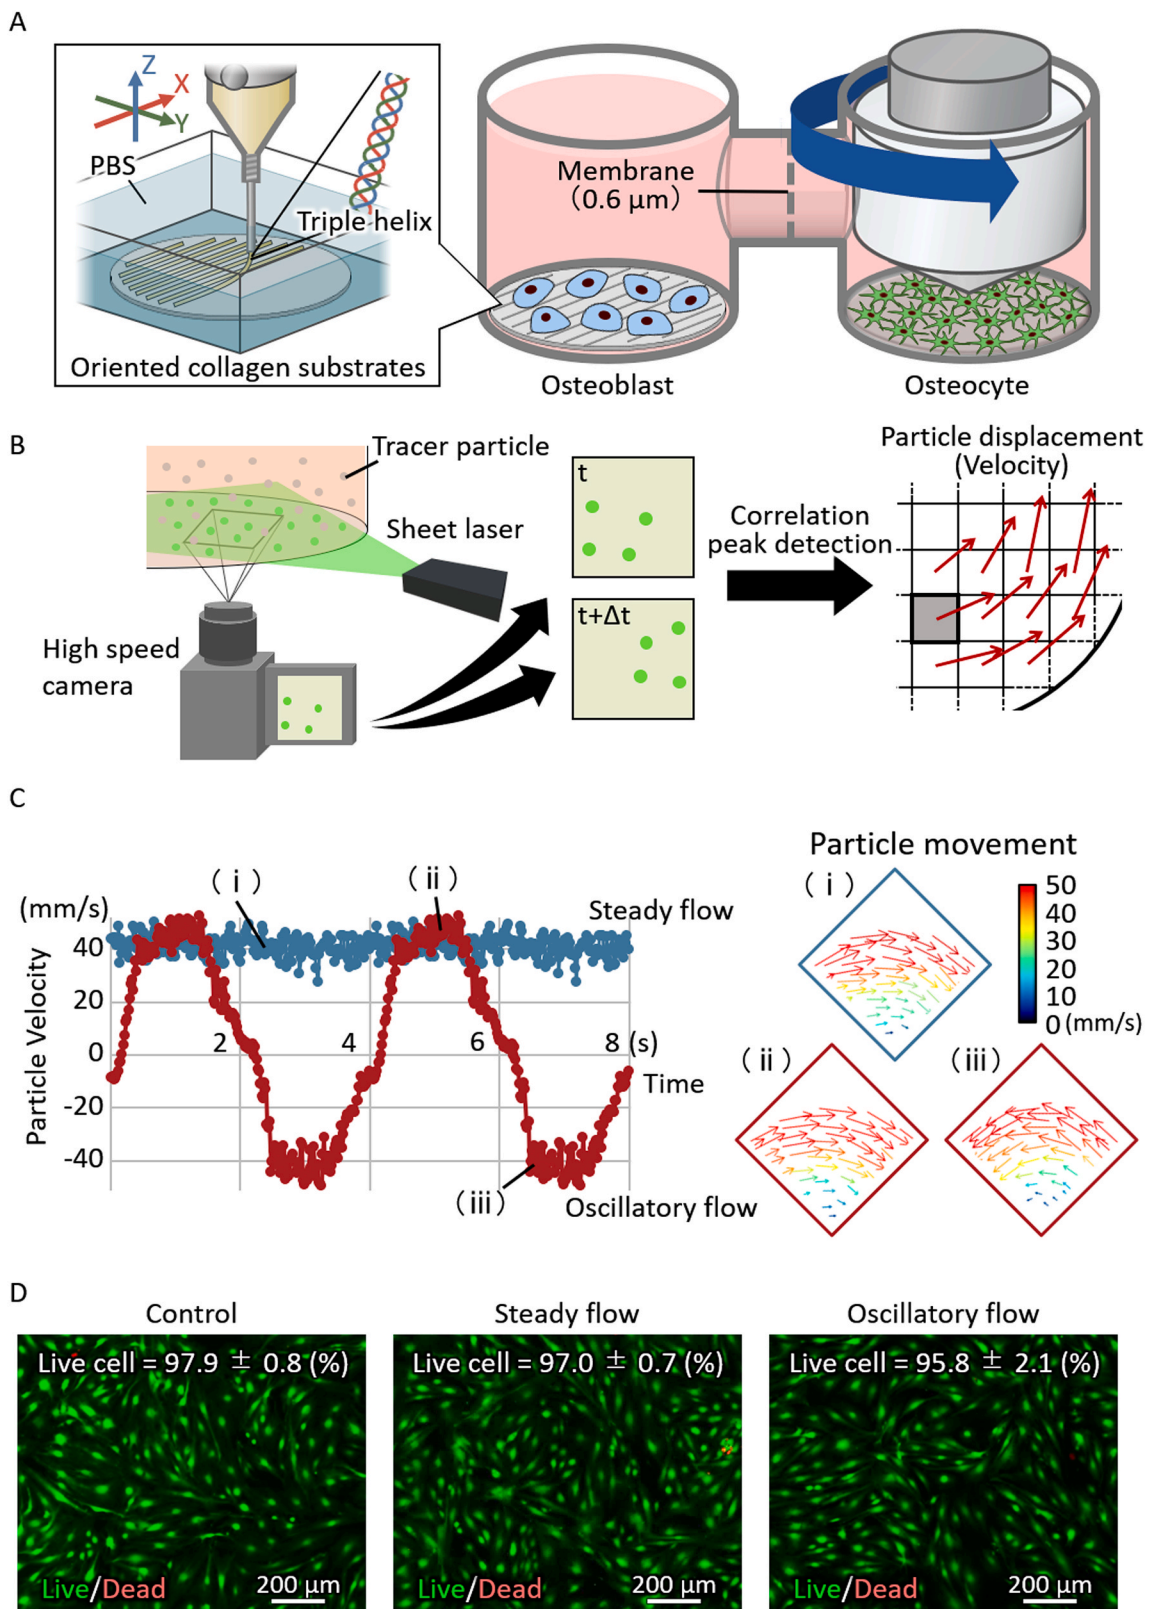 A
Z
X
Y
PBS
Triple helix
Oriented collagen substrates
Membrane
(0.6 μm)
Osteoblast
Osteocyte
B
Tracer particle
Sheet laser
High speed
camera
t
t+Δt
Correlation
peak detection
Particle displacement
(Velocity)
C
(mm/s)
Particle Velocity
40
20
0
-20
-40
2
4
6
8 (s)
Time
(i)
(ii)
(iii)
Steady flow
Oscillatory flow
Particle movement
(i)
(ii)
(iii)
50
40
30
20
10
0 (mm/s)
D
Control
Live cell = 97.9 ± 0.8 (%)
Live/Dead
200 μm
Steady flow
Live cell = 97.0 ± 0.7 (%)
Live/Dead
200 μm
Oscillatory flow
Live cell = 95.8 ± 2.1 (%)
Live/Dead
200 μm